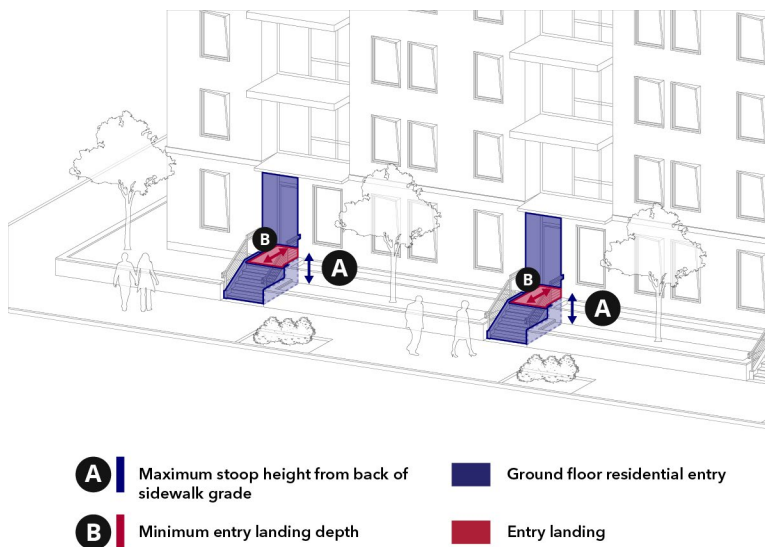 B
A
B
A
A Maximum stoop height from back of
sidewalk grade
Ground floor residential entry
B Minimum entry landing depth
Entry landing